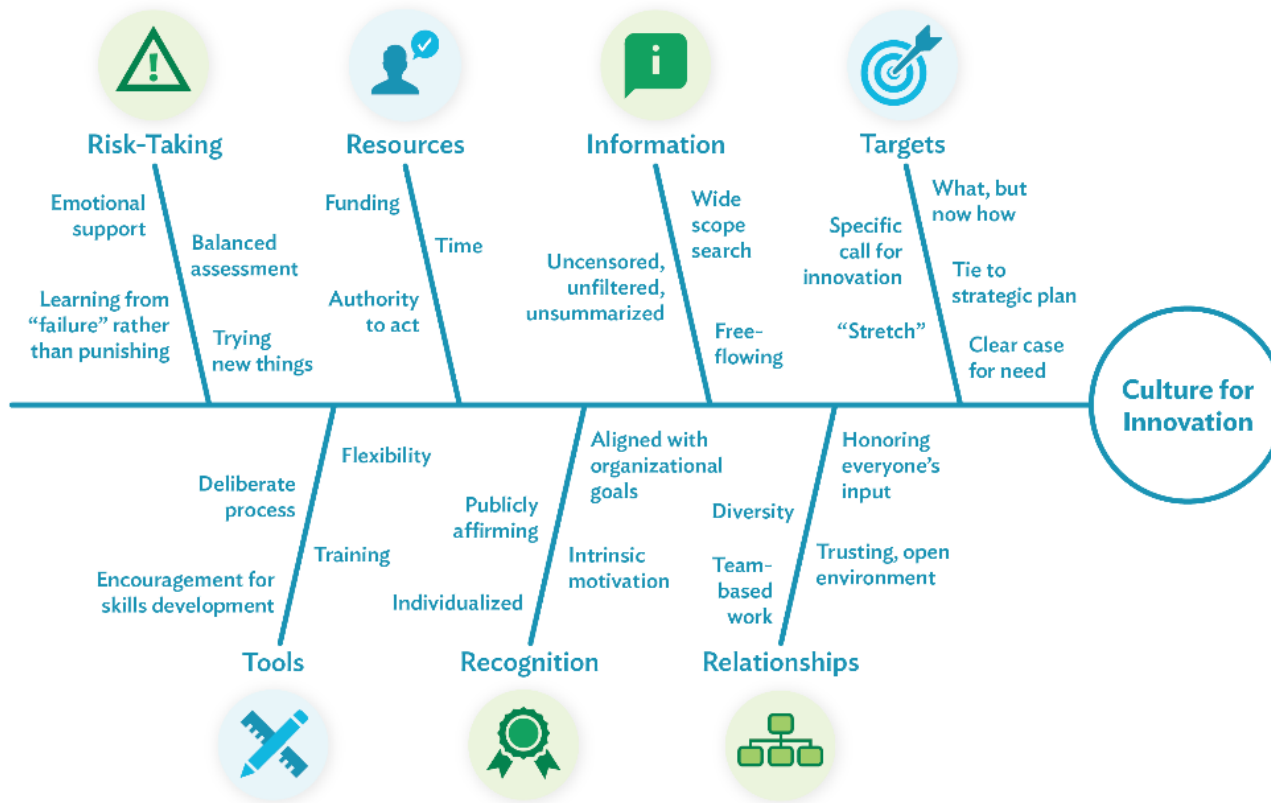 Risk-Taking
Emotional
support
Balanced
assessment
Learning from
“failure” rather
than punishing
Trying
new things
Resources
Funding
Time
Authority
to act
i
Information
Wide
scope
search
Uncensored,
unfiltered,
unsummarized
Free-
flowing
Targets
What, but
now how
Specific
call for
innovation
Tie to
strategic plan
“Stretch”
Clear case
for need
Culture for
Innovation
Flexibility
Deliberate
process
Training
Encouragement for
skills development
Tools
Aligned with
organizational
goals
Publicly
affirming
Intrinsic
motivation
Individualized
Recognition
Honoring
everyone’s
input
Diversity
Trusting, open
environment
Team-
based
work
Relationships